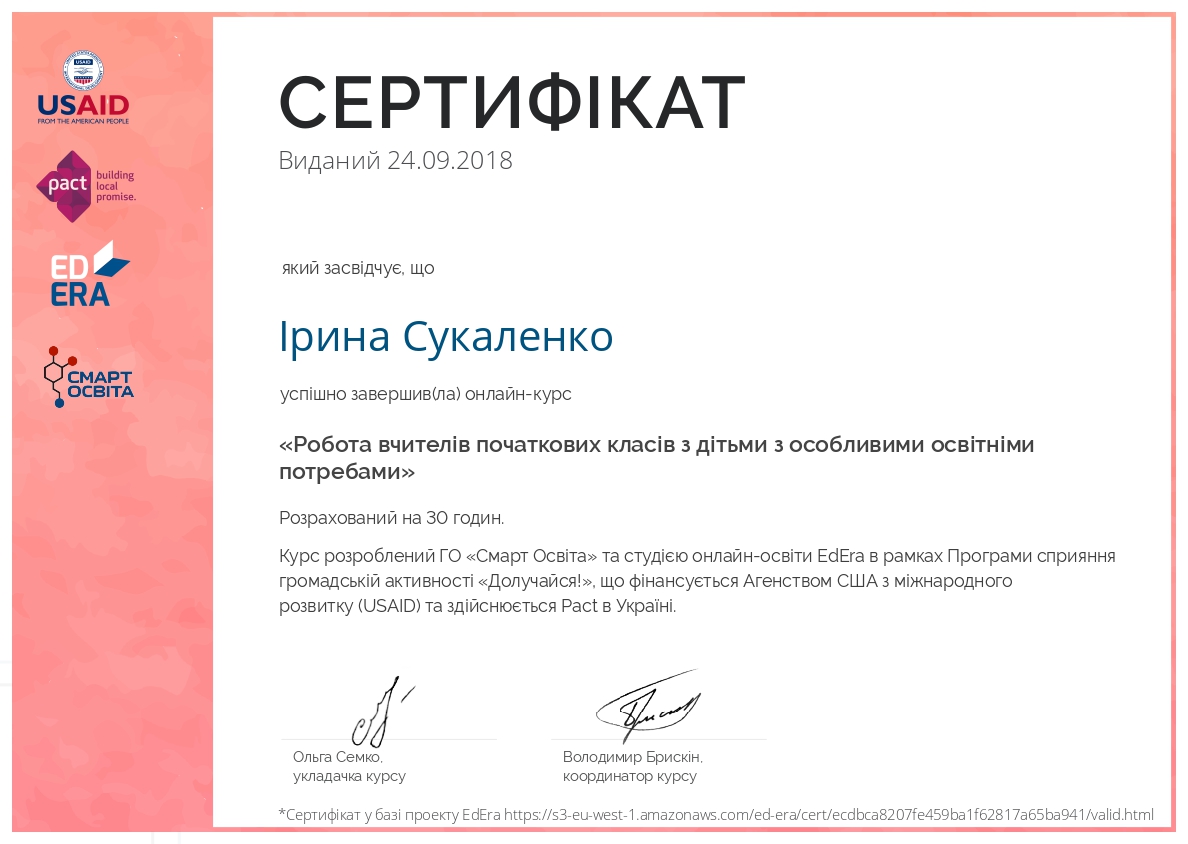 USAID
USAID
FROM THE AMERICAN PEOPLE
pact
building
local
promise.
ED
ERA
СМАРТ
ОСВІТА
СЕРТИФІКАТ
Виданий 24.09.2018
який засвідчує, що
Ірина Сукаленко
успішно завершив(ла) онлайн-курс
«Робота вчителів початкових класів з дітьми з особливими освітніми
потребами»
Розрахований на 30 годин.
Курс розроблений ГО «Смарт Освіта» та студією онлайн-освіти EdEra в рамках Програми сприяння
громадській активності «Долучайся!», що фінансується Агенством США з міжнародного
розвитку (USAID) та здійснюється Pact в Україні.
Ольга Семко,
укладачка курсу
Володимир Брискін,
координатор курсу
*Сертифікат у базі проекту EdEra https://s3-eu-west-1.amazonaws.com/ed-era/cert/ecdbca8207fe459ba1f62817a65ba941/valid.html